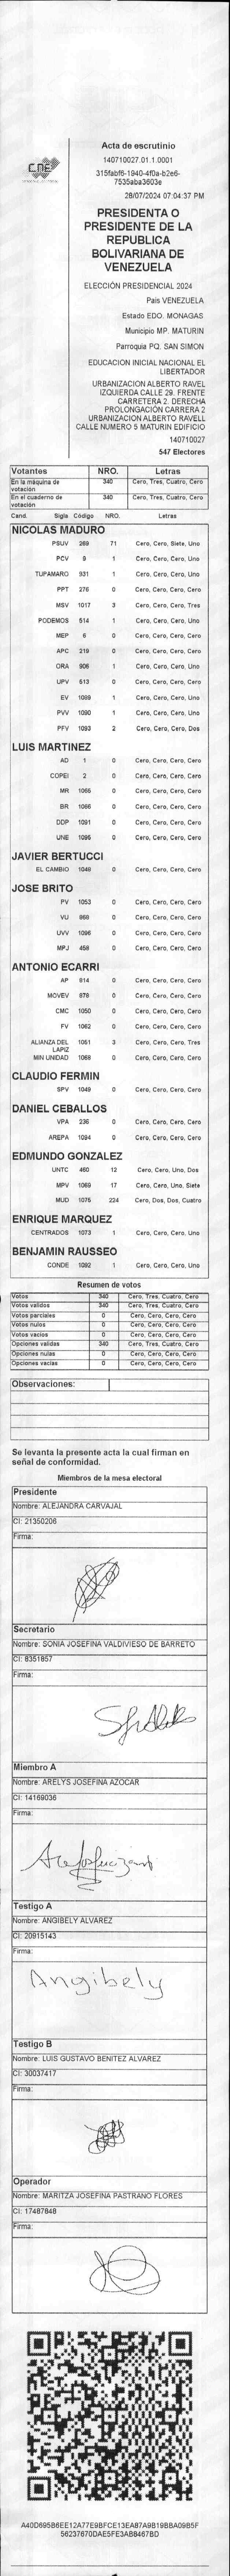 CNE
Acta de escrutinio
140710027.01.1.0001
315fabf6-1940-4f0a-b2e6-
7535aba3603e
28/07/2024 07:04:37 PM
PRESIDENTA O
PRESIDENTE DE LA
REPUBLICA
BOLIVARIANA DE
VENEZUELA
ELECCIÓN PRESIDENCIAL 2024
País VENEZUELA
Estado EDO. MONAGAS
Municipio MP. MATURIN
Parroquia PQ. SAN SIMON
EDUCACION INICIAL NACIONAL EL
LIBERTADOR
URBANIZACION ALBERTO RAVEL
IZQUIERDA CALLE 29. FRENTE
CARRETERA 2. DERECHA
PROLONGACIÓN CARRERA 2
URBANIZACION ALBERTO RAVELL
CALLE NUMERO 5 MATURIN EDIFICIO
140710027
547 Electores
Votantes NRO. Letras
En la máquina de votación 340 Cero, Tres, Cuatro, Cero
En el cuaderno de votación 340 Cero, Tres, Cuatro, Cero
Cand. Sigla Código NRO. Letras
NICOLAS MADURO
PSUV 269 71 Cero, Cero, Siete, Uno
PCV 9 1 Cero, Cero, Cero, Uno
TUPAMARO 931 1 Cero, Cero, Cero, Uno
PPT 276 0 Cero, Cero, Cero, Cero
MSV 1017 3 Cero, Cero, Cero, Tres
PODEMOS 514 1 Cero, Cero, Cero, Uno
MEP 6 0 Cero, Cero, Cero, Cero
APC 219 0 Cero, Cero, Cero, Cero
ORA 906 1 Cero, Cero, Cero, Uno
UPV 513 0 Cero, Cero, Cero, Cero
EV 1089 1 Cero, Cero, Cero, Uno
PVV 1090 1 Cero, Cero, Cero, Uno
PFV 1093 2 Cero, Cero, Cero, Dos
LUIS MARTINEZ
AD 1 0 Cero, Cero, Cero, Cero
COPEI 2 0 Cero, Cero, Cero, Cero
MR 1065 0 Cero, Cero, Cero, Cero
BR 1066 0 Cero, Cero, Cero, Cero
DDP 1091 0 Cero, Cero, Cero, Cero
UNE 1095 0 Cero, Cero, Cero, Cero
JAVIER BERTUCCI
EL CAMBIO 1048 0 Cero, Cero, Cero, Cero
JOSE BRITO
PV 1053 0 Cero, Cero, Cero, Cero
VU 969 0 Cero, Cero, Cero, Cero
UVV 1096 0 Cero, Cero, Cero, Cero
MPJ 458 0 Cero, Cero, Cero, Cero
ANTONIO ECARRI
AP 914 0 Cero, Cero, Cero, Cero
MOVEV 979 0 Cero, Cero, Cero, Cero
CMC 1050 0 Cero, Cero, Cero, Cero
FV 1062 0 Cero, Cero, Cero, Cero
ALIANZA DEL LAPIZ 1051 3 Cero, Cero, Cero, Tres
MIN UNIDAD 1068 0 Cero, Cero, Cero, Cero
CLAUDIO FERMIN
SPV 1049 0 Cero, Cero, Cero, Cero
DANIEL CEBALLOS
VPA 236 0 Cero, Cero, Cero, Cero
AREPA 1094 0 Cero, Cero, Cero, Cero
EDMUNDO GONZALEZ
UNTC 460 12 Cero, Cero, Uno, Dos
MPV 1069 17 Cero, Cero, Uno, Siete
MUD 1075 224 Cero, Dos, Dos, Cuatro
ENRIQUE MARQUEZ
CENTRADOS 1073 1 Cero, Cero, Cero, Uno
BENJAMIN RAUSSEO
CONDE 1092 1 Cero, Cero, Cero, Uno
Resumen de votos
Votos 340 Cero, Tres, Cuatro, Cero
Votos validos 340 Cero, Tres, Cuatro, Cero
Votos parciales 0 Cero, Cero, Cero, Cero
Votos nulos 0 Cero, Cero, Cero, Cero
Votos vacios 0 Cero, Cero, Cero, Cero
Opciones validas 340 Cero, Tres, Cuatro, Cero
Opciones nulas 0 Cero, Cero, Cero, Cero
Opciones vacias 0 Cero, Cero, Cero, Cero
Observaciones:
Se levanta la presente acta la cual firman en
señal de conformidad.
Miembros de la mesa electoral
Presidente
Nombre: ALEJANDRA CARVAJAL
CI: 21350206
Firma:
Secretario
Nombre: SONIA JOSEFINA VALDIVIESO DE BARRETO
CI: 8351857
Firma:
Miembro A
Nombre: ARELYS JOSEFINA AZOCAR
CI: 14169036
Firma:
Testigo A
Nombre: ANGIBELY ALVAREZ
CI: 20915143
Firma:
Angibely
Testigo B
Nombre: LUIS GUSTAVO BENITEZ ALVAREZ
CI: 30037417
Firma:
Operador
Nombre: MARITZA JOSEFINA PASTRANO FLORES
CI: 17487848
Firma:
A40D695B6EE12A77E9BFCE13EA87A9B19BBA09B5F
56237670DAE5FE3AB8467BD